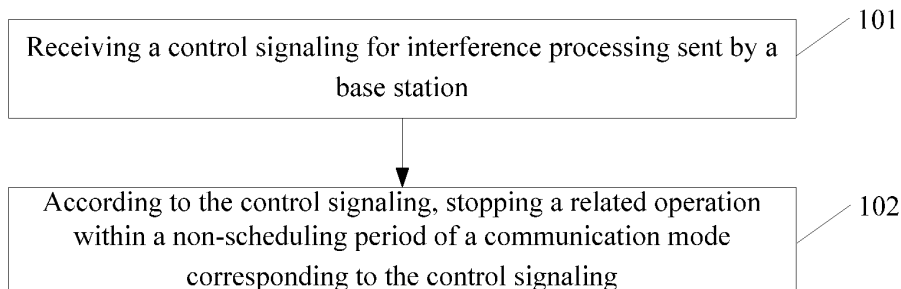 101
Receiving a control signaling for interference processing sent by a
base station
102
According to the control signaling, stopping a related operation
within a non-scheduling period of a communication mode
corresponding to the control signaling